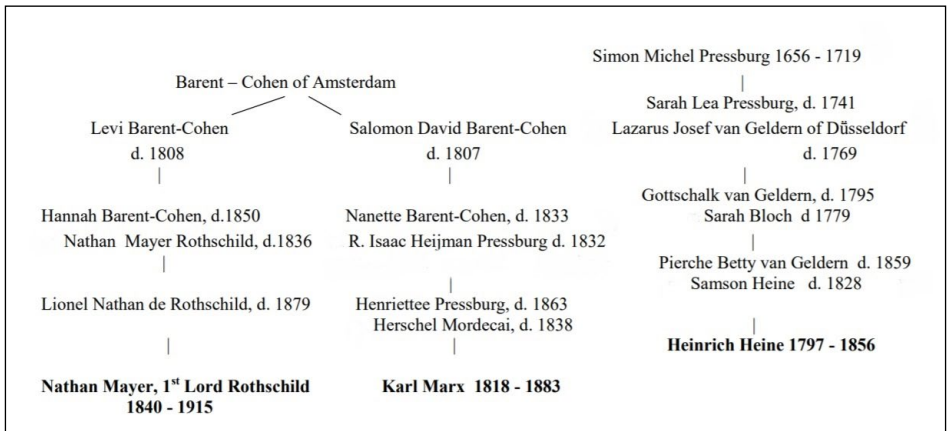 Barent – Cohen of Amsterdam
Levi Barent-Cohen
d. 1808
Hannah Barent-Cohen, d.1850
Nathan Mayer Rothschild, d.1836
Lionel Nathan de Rothschild, d. 1879
Nathan Mayer, 1st Lord Rothschild
1840 - 1915
Salomon David Barent-Cohen
d. 1807
Nanette Barent-Cohen, d. 1833
R. Isaac Heijman Pressburg d. 1832
Henriettee Pressburg, d. 1863
Herschel Mordecai, d. 1838
Karl Marx 1818 - 1883
Simon Michel Pressburg 1656 - 1719
Sarah Lea Pressburg, d. 1741
Lazarus Josef van Geldern of Düsseldorf
d. 1769
Gottschalk van Geldern, d. 1795
Sarah Bloch d 1779
Pierche Betty van Geldern d. 1859
Samson Heine d. 1828
Heinrich Heine 1797 - 1856